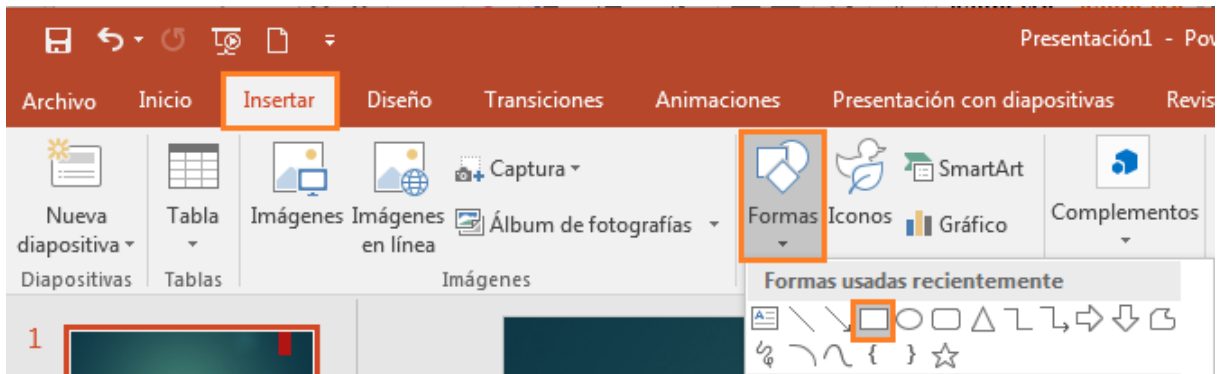 Presentación1 - Pow
Archivo Inicio Insertar Diseño Transiciones Animaciones Presentación con diapositivas Revis
Captura
SmartArt
Nueva diapositiva
Tabla
Imágenes
Imágenes en línea
Álbum de fotografías
Formas
Iconos
Gráfico
Complementos
Diapositivas Tablas Imágenes
Formas usadas recientemente
1